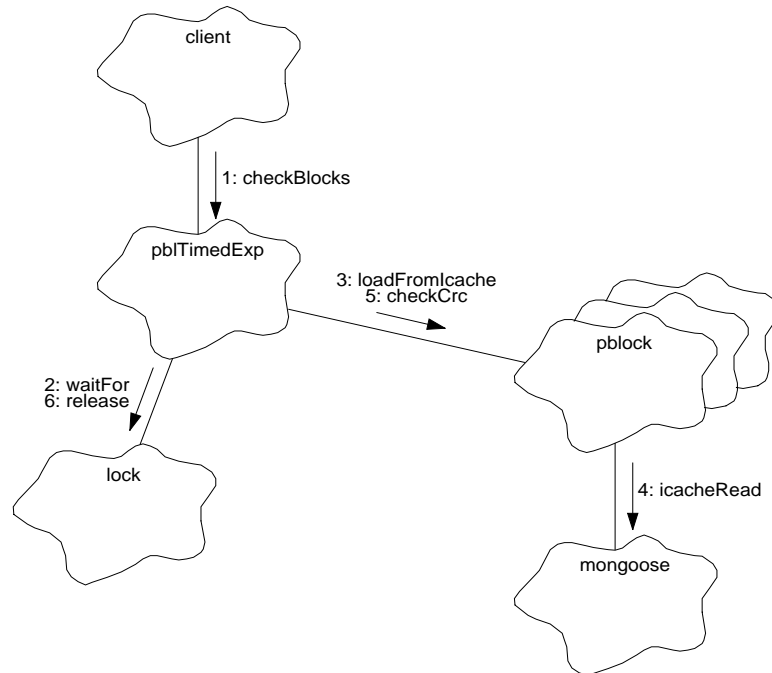 client
1: checkBlocks
pblTimedExp
3: loadFromIcache
5: checkCrc
pblock
2: waitFor
6: release
lock
4: icacheRead
mongoose